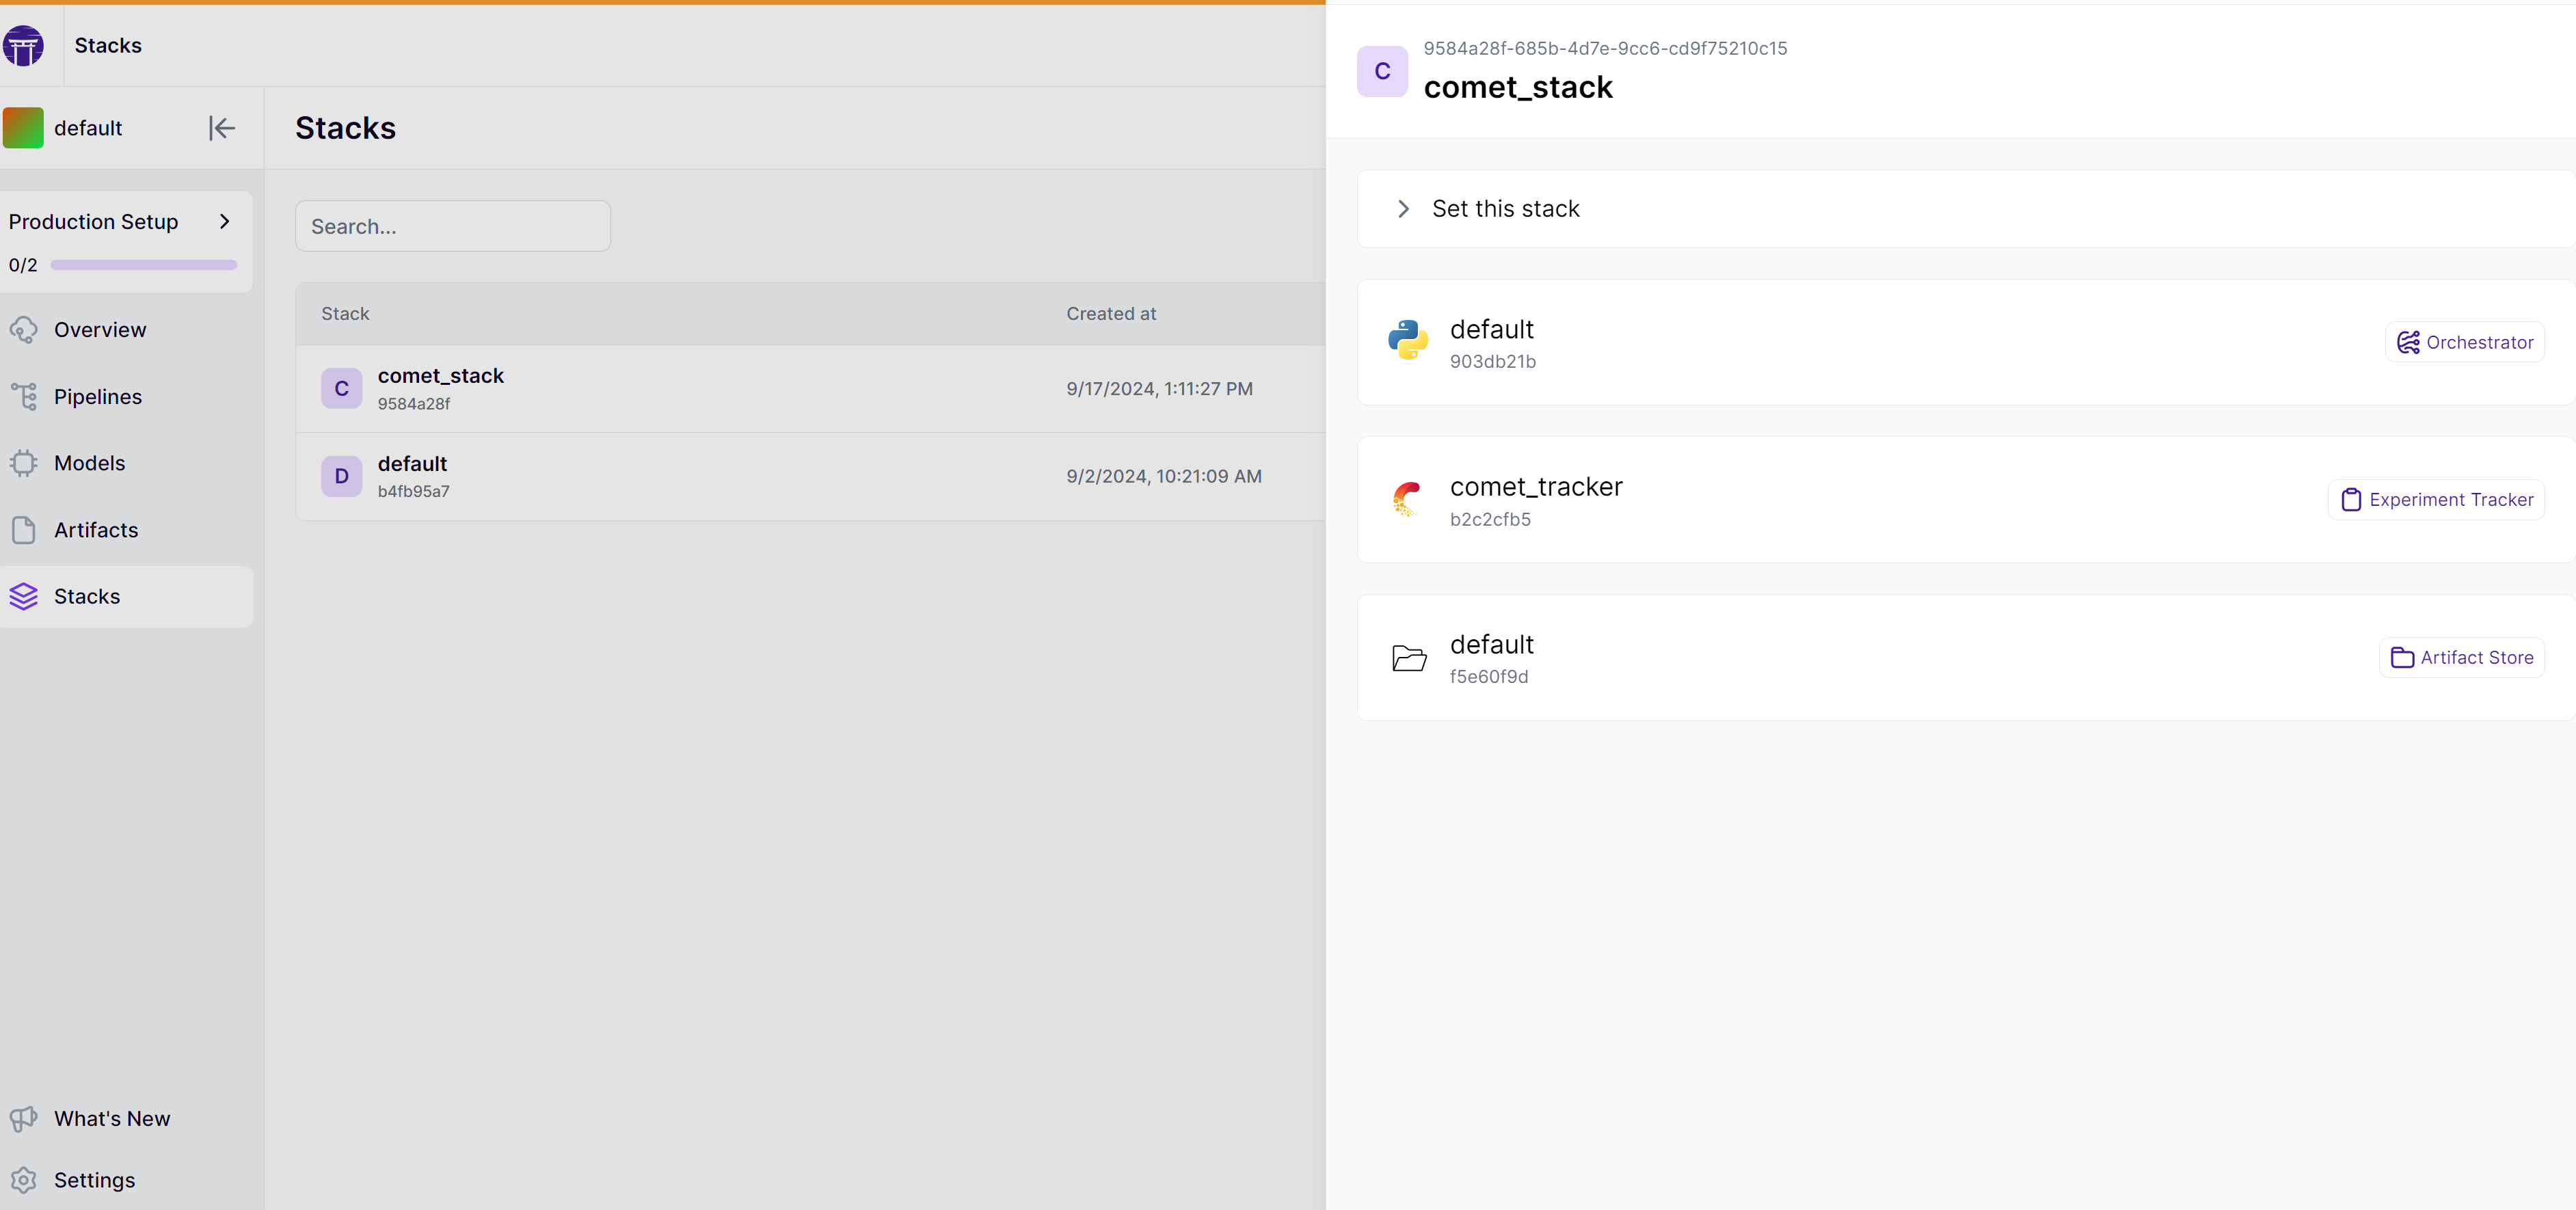 Stacks
default
Production Setup
0/2
Overview
Pipelines
Models
Artifacts
Stacks
What's New
Settings
Stacks
Search...
Stack Created at
C comet_stack 9/17/2024, 1:11:27 PM
9584a28f
D default 9/2/2024, 10:21:09 AM
b4fb95a7
9584a28f-685b-4d7e-9cc6-cd9f75210c15
C comet_stack
Set this stack
default Orchestrator
903db21b
comet_tracker Experiment Tracker
b2c2cfb5
default Artifact Store
f5e60f9d